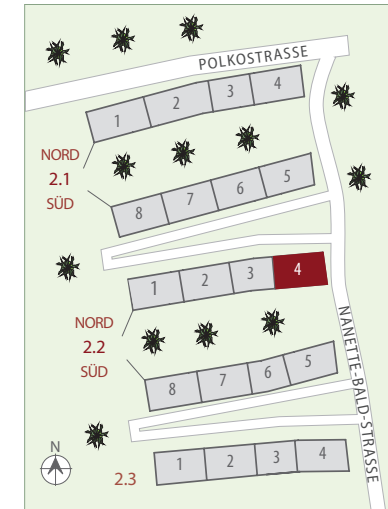 POLKOSTRASSE
1 2 3 4
NORD
2.1
SÜD
8 7 6 5
1 2 3 4
NORD
2.2
SÜD
8 7 6 5
NANETTE-BALD-STRASSE
N
2.3
1 2 3 4